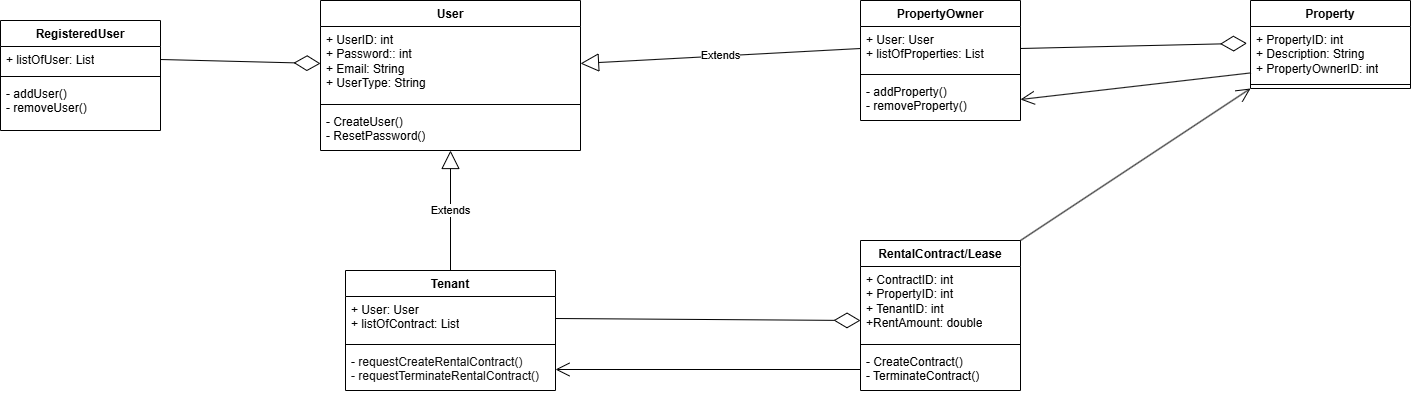 RegisteredUser
+ listOfUser: List
- addUser()
- removeUser()
User
+ UserID: int
+ Password:: int
+ Email: String
+ UserType: String
- CreateUser()
- ResetPassword()
Extends
PropertyOwner
+ User: User
+ listOfProperties: List
- addProperty()
- removeProperty()
Property
+ PropertyID: int
+ Description: String
+ PropertyOwnerID: int
Extends
Tenant
+ User: User
+ listOfContract: List
- requestCreateRentalContract()
- requestTerminateRentalContract()
RentalContract/Lease
+ ContractID: int
+ PropertyID: int
+ TenantID: int
+RentAmount: double
- CreateContract()
- TerminateContract()